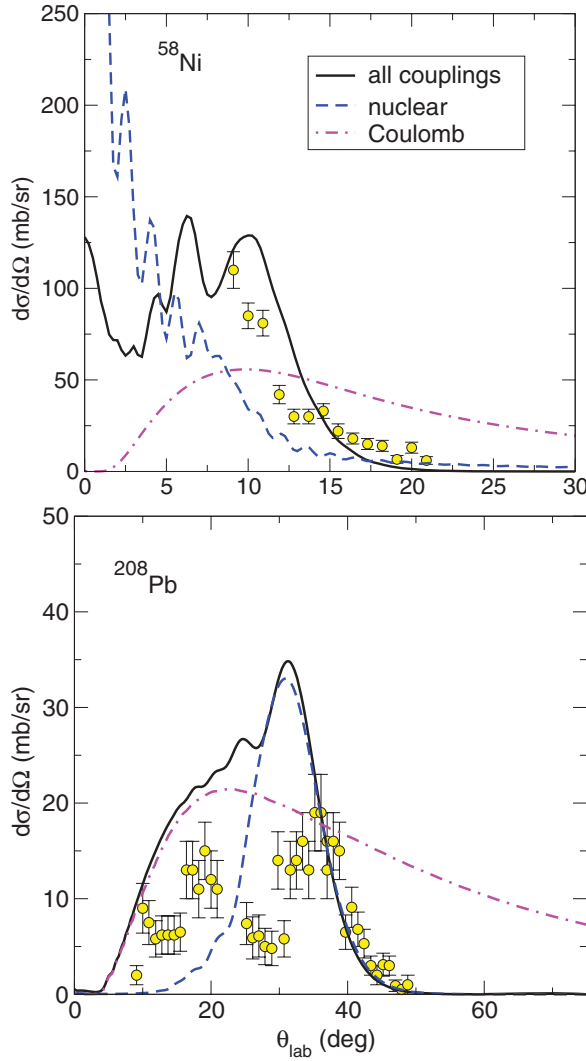 250
200
150
100
50
0
dσ/dΩ (mb/sr)
⁵⁸Ni
all couplings
nuclear
Coulomb
0 5 10 15 20 25 30
50
40
30
20
10
0
dσ/dΩ (mb/sr)
²⁰⁸Pb
0 20 40 60
θlab (deg)